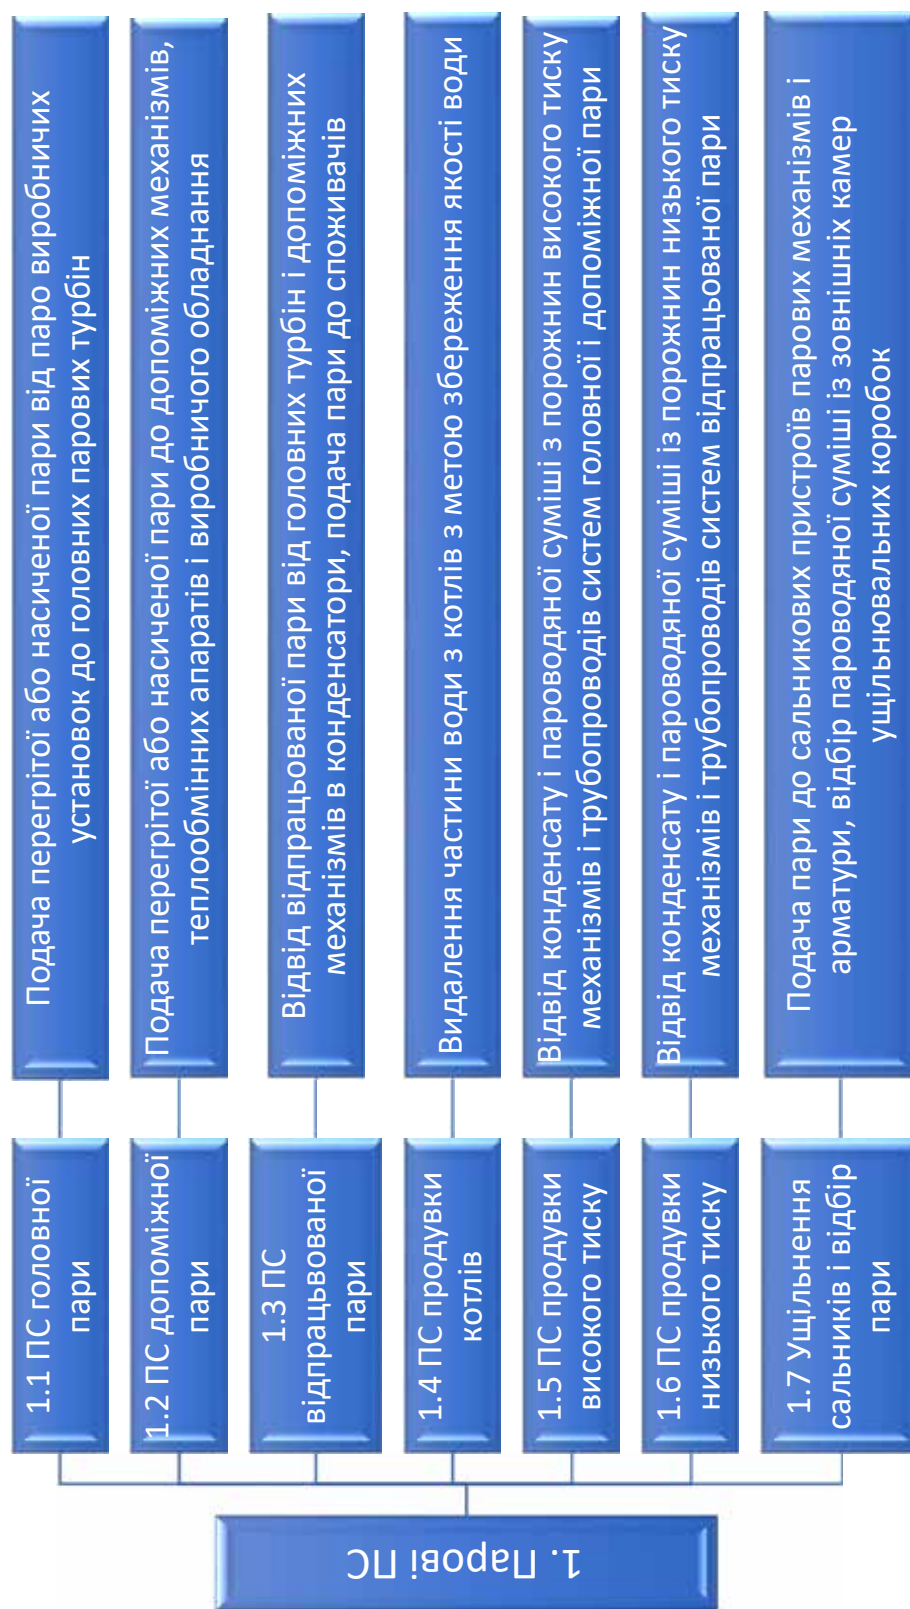 1. Парові ПС
1.1 ПС головної
пари
Подача перегрітої або насиченої пари від паро виробничих
установок до головних парових турбін
1.2 ПС допоміжної
пари
Подача перегрітої або насиченої пари до допоміжних механізмів,
теплообмінних апаратів і виробничого обладнання
1.3 ПС
відпрацьвованої
пари
Відвід відпрацьованої пари від головних турбін і допоміжних
механізмів в конденсатори, подача пари до споживачів
1.4 ПС продувки
котлів
Видалення частини води з котлів з метою збереження якості води
1.5 ПС продувки
високого тиску
Відвід конденсату і пароводяної суміші з порожнин високого тиску
механізмів і трубопроводів систем головної і допоміжної пари
1.6 ПС продувки
низького тиску
Відвід конденсату і пароводяної суміші із порожнин низького тиску
механізмів і трубопроводів систем відпрацьованої пари
1.7 Ущільнення
сальників і відбір
пари
Подача пари до сальникових пристроїв парових механізмів і
арматури, відбір пароводяної суміші із зовнішніх камер
ущільнювальних коробок